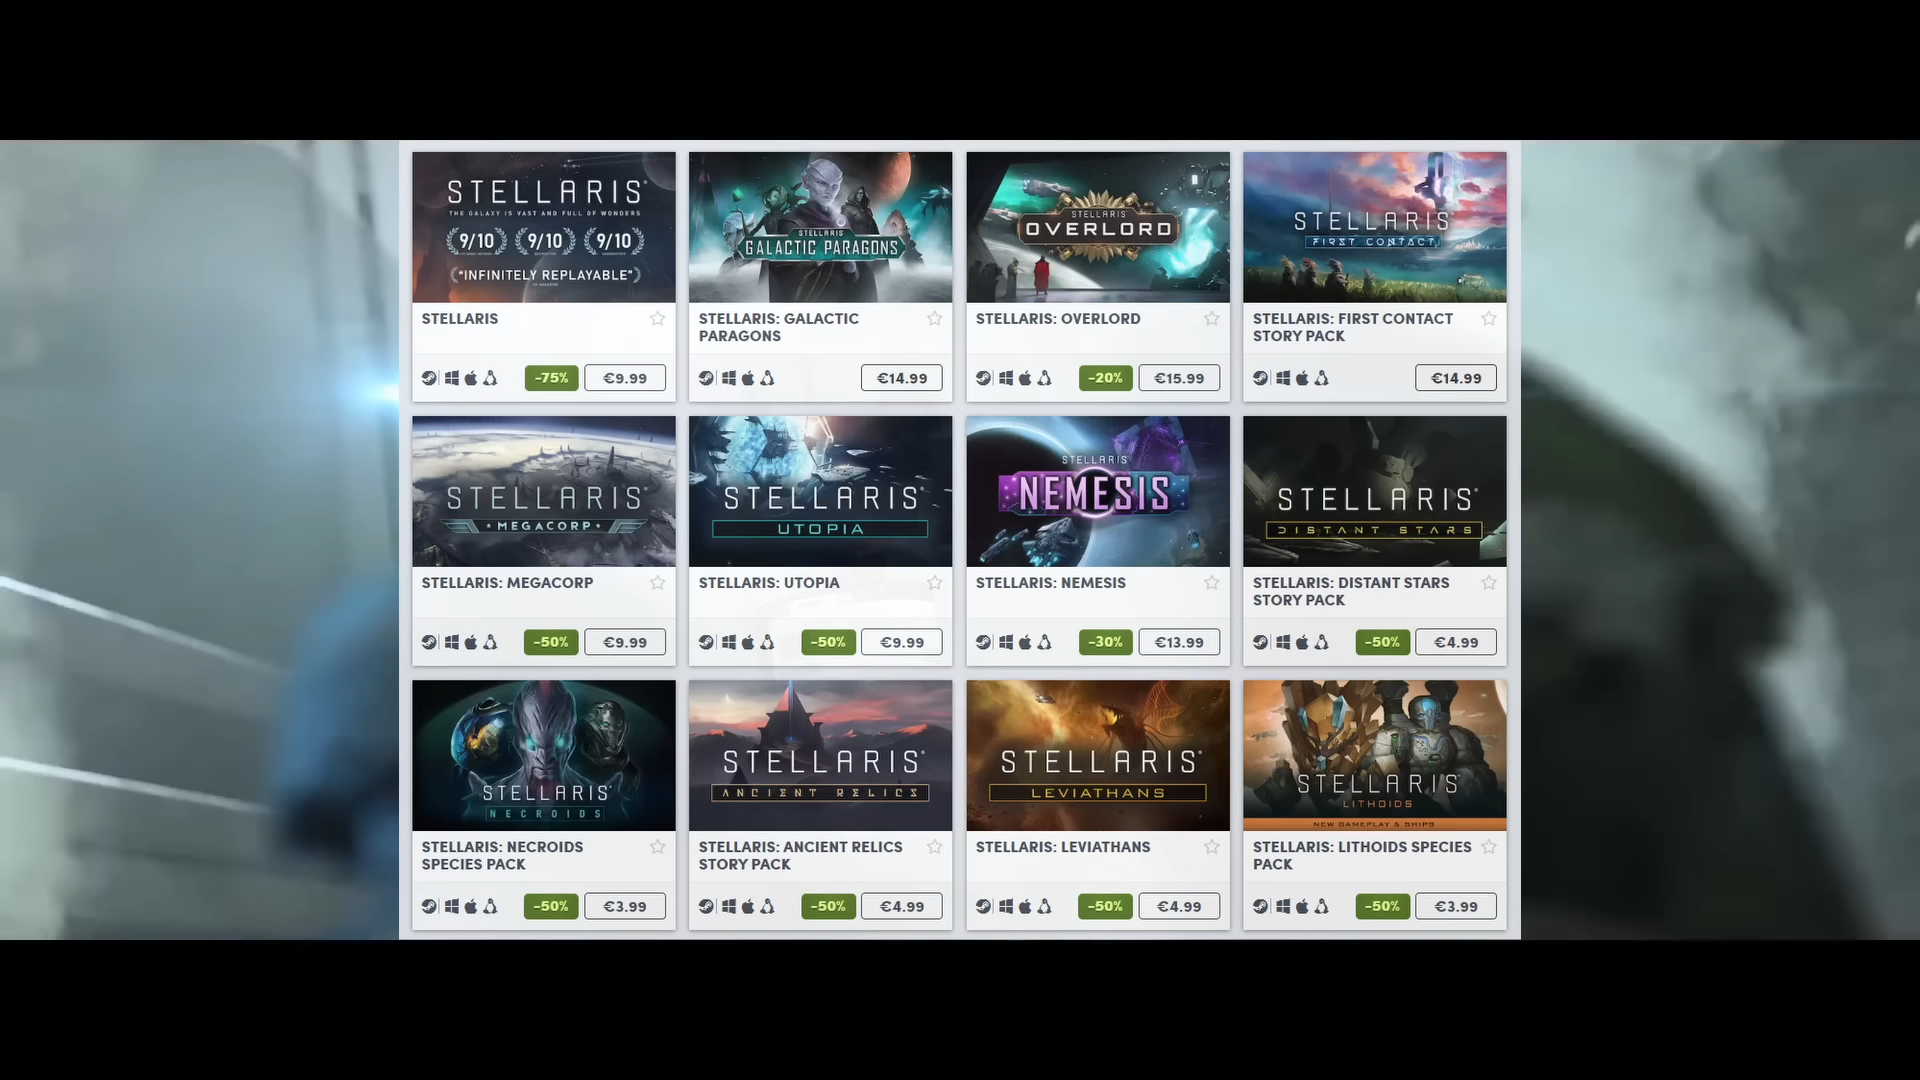 STELLARIS
THE GALAXY IS VAST AND FULL OF WONDERS
9/10 9/10 9/10
"INFINITELY REPLAYABLE"
STELLARIS
-75% €9.99
STELLARIS
GALACTIC PARAGONS
STELLARIS: GALACTIC
PARAGONS
€14.99
STELLARIS
OVERLORD
STELLARIS: OVERLORD
-20% €15.99
STELLARIS
FIRST CONTACT
STELLARIS: FIRST CONTACT
STORY PACK
€14.99
STELLARIS
MEGACORP
STELLARIS: MEGACORP
-50% €9.99
STELLARIS
UTOPIA
STELLARIS: UTOPIA
-50% €9.99
STELLARIS
NEMESIS
STELLARIS: NEMESIS
-30% €13.99
STELLARIS
DISTANT STARS
STELLARIS: DISTANT STARS
STORY PACK
-50% €4.99
STELLARIS
NECROIDS
STELLARIS: NECROIDS
SPECIES PACK
-50% €3.99
STELLARIS
ANCIENT RELICS
STELLARIS: ANCIENT RELICS
STORY PACK
-50% €4.99
STELLARIS
LEVIATHANS
STELLARIS: LEVIATHANS
-50% €4.99
STELLARIS
LITHOIDS
NEW GAMEPLAY & SHIPS
STELLARIS: LITHOIDS SPECIES
PACK
-50% €3.99